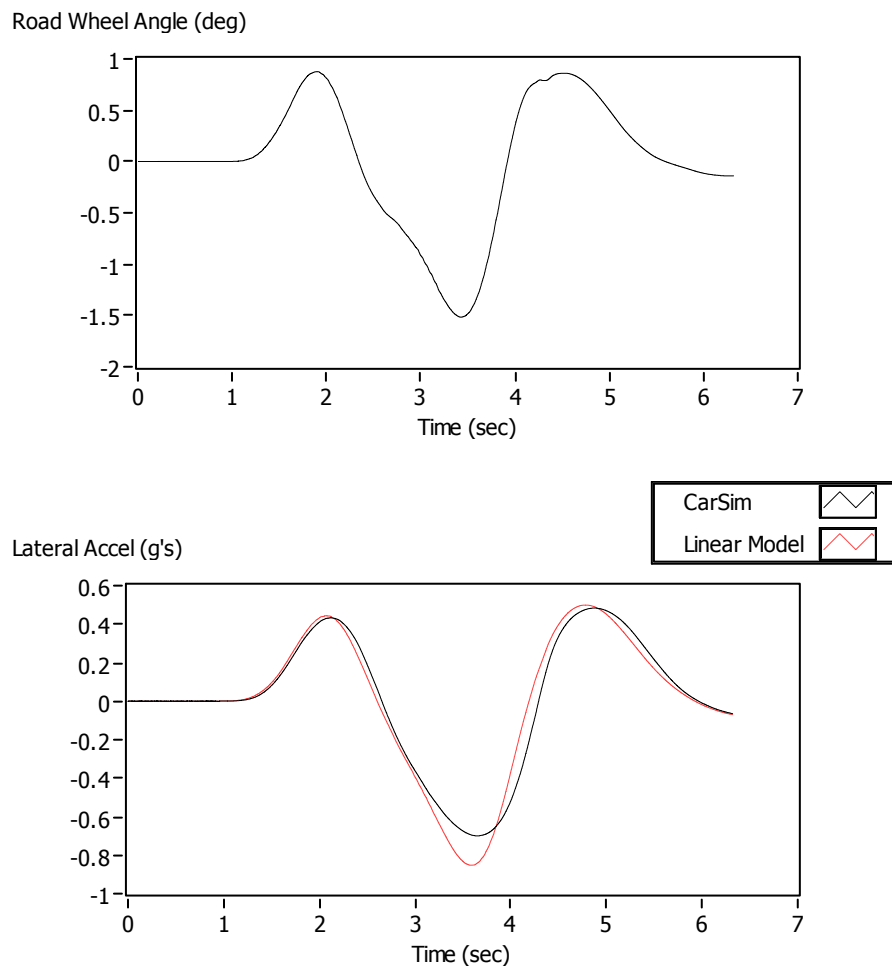 Road Wheel Angle (deg)
1
0.5
0
-0.5
-1
-1.5
-2
0 1 2 3 4 5 6 7
Time (sec)
CarSim
Linear Model
Lateral Accel (g's)
0.6
0.4
0.2
0
-0.2
-0.4
-0.6
-0.8
-1
0 1 2 3 4 5 6 7
Time (sec)